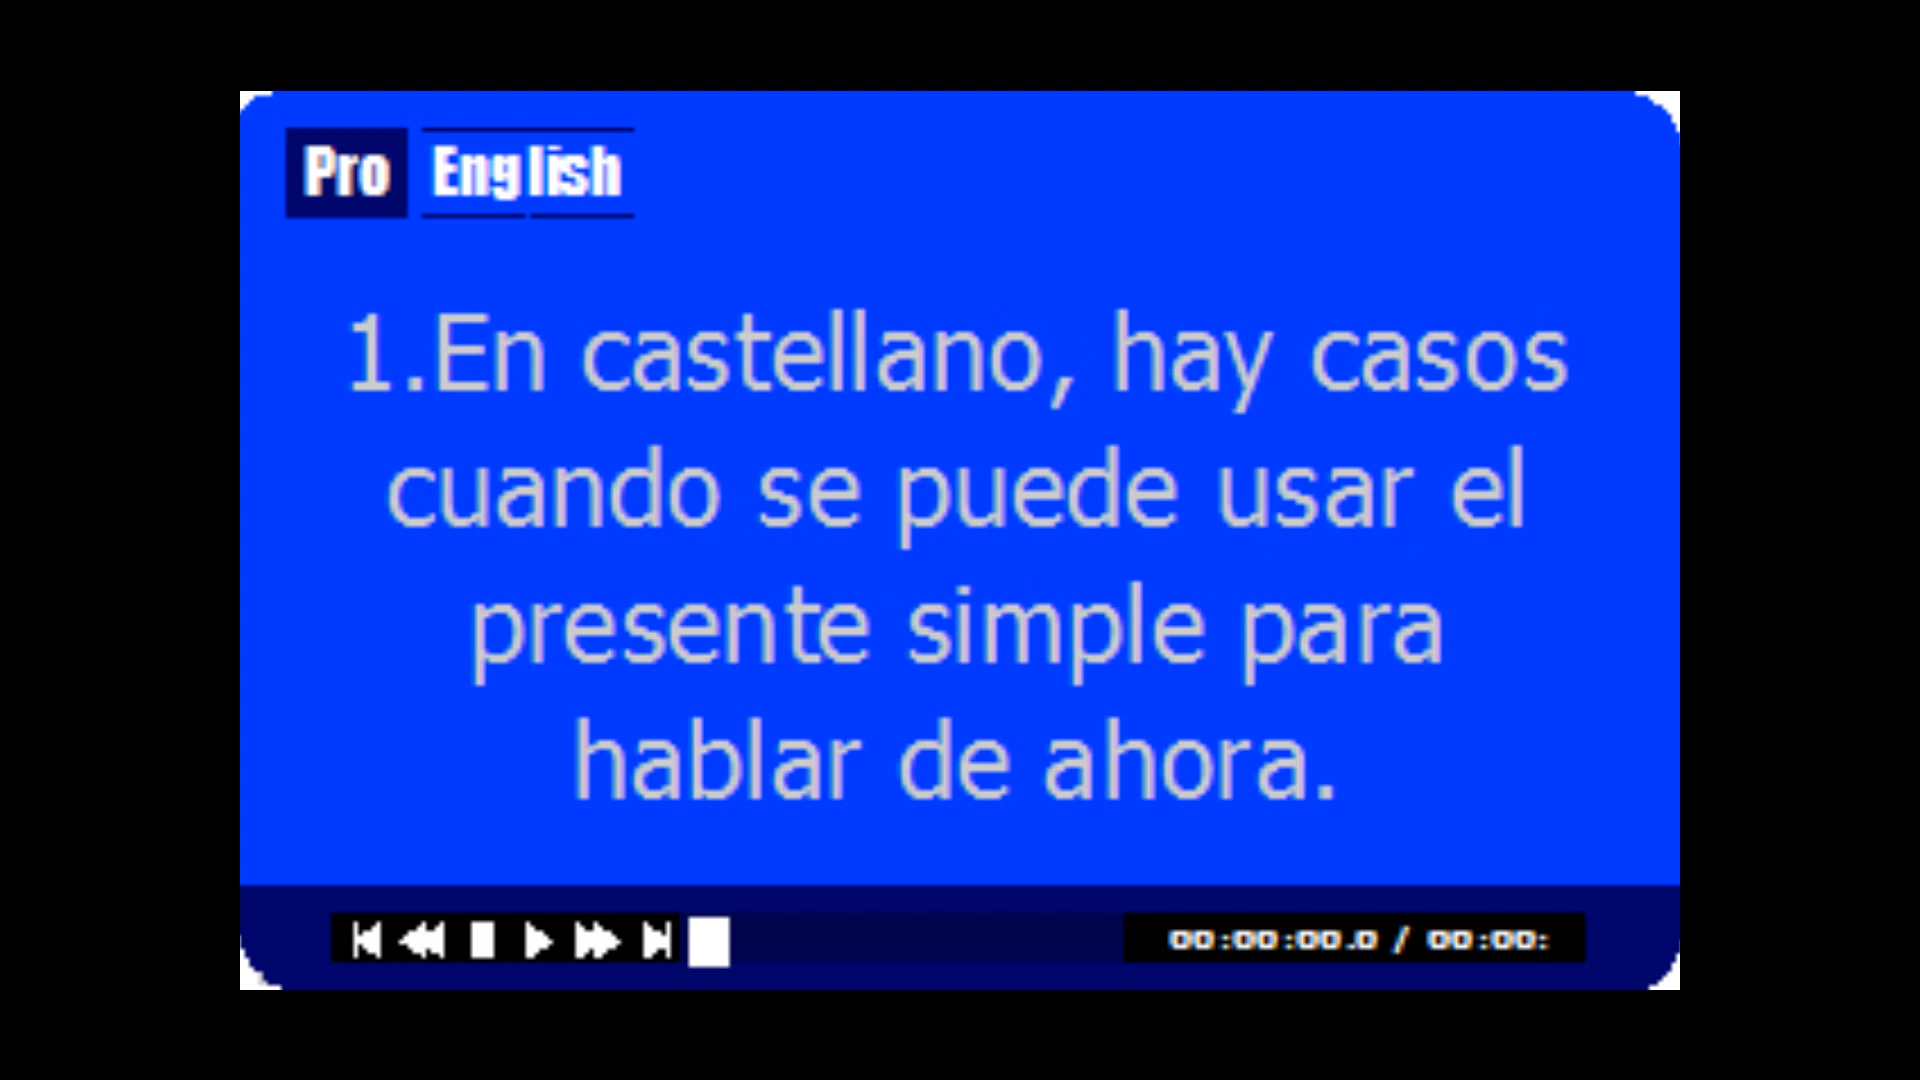 Pro English
1.En castellano, hay casos
cuando se puede usar el
presente simple para
hablar de ahora.
00:00:00.0 / 00:00: